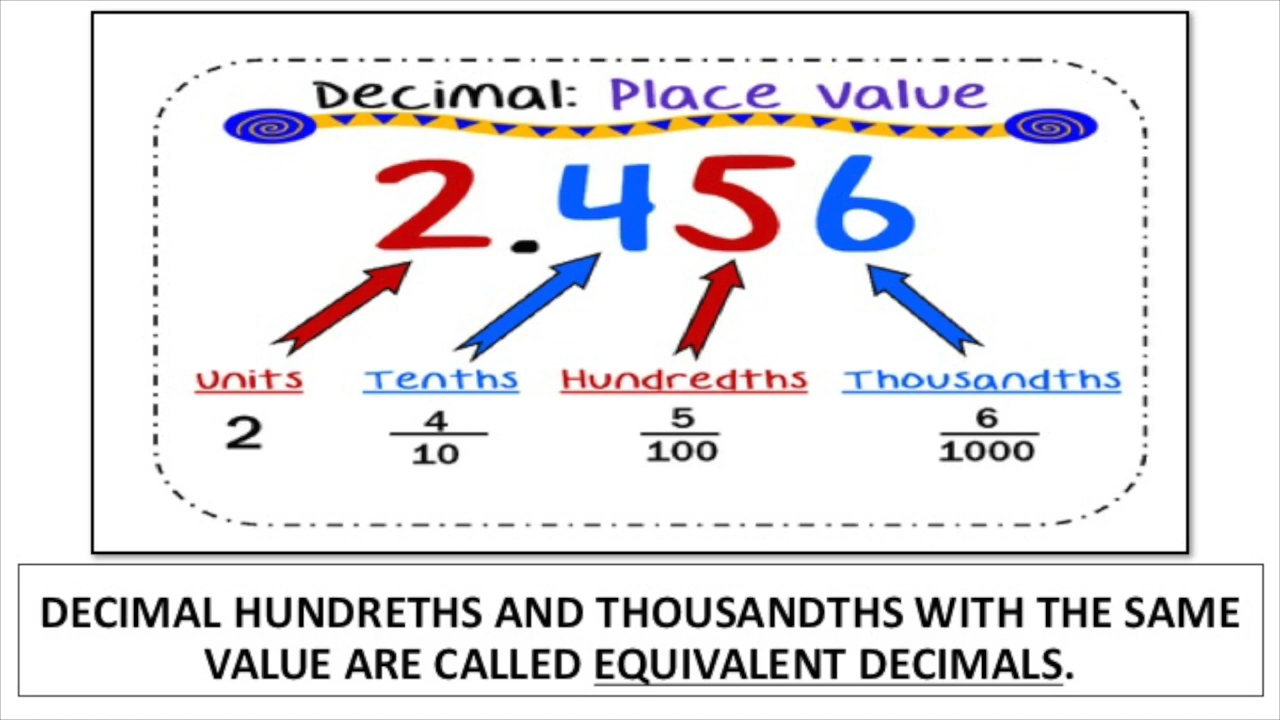 Decimal: Place Value
2.456
Units Tenths Hundredths Thousandths
2 4/10 5/100 6/1000
DECIMAL HUNDRETHS AND THOUSANDTHS WITH THE SAME
VALUE ARE CALLED EQUIVALENT DECIMALS.